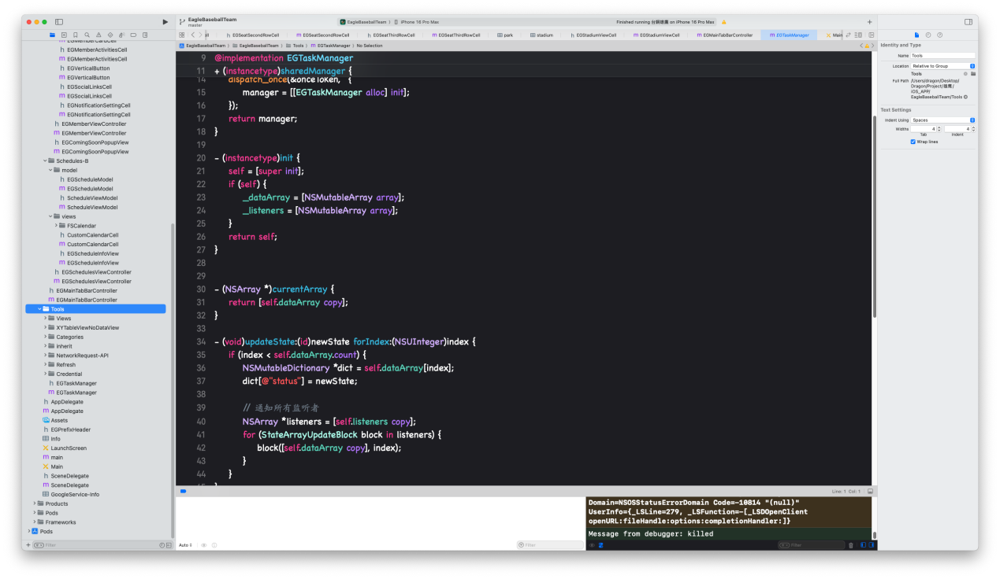 EagleBaseballTeam
master
EagleBaseballTeam
iPhone 16 Pro Max
Finished running 台鋼雄鷹 on iPhone 16 Pro Max
EGSeatSecondRowCell
EGSeatSecondRowCell
EGSeatThirdRowCell
EGSeatThirdRowCell
park
stadium
EGStadiumViewCell
EGStadiumViewCell
EGMainTabBarController
EGTaskManager
Main
EagleBaseballTeam
EagleBaseballTeam
Tools
EGTaskManager
No Selection
EGMemberCardCell
EGMemberActivitiesCell
EGMemberActivitiesCell
EGVerticalButton
EGVerticalButton
EGSocialLinksCell
EGSocialLinksCell
EGNotificationSettingCell
EGNotificationSettingCell
EGMemberViewController
EGMemberViewController
EGComingSoonPopupView
EGComingSoonPopupView
Schedules-B
model
EGScheduleModel
EGScheduleModel
ScheduleViewModel
ScheduleViewModel
views
FSCalendar
CustomCalendarCell
CustomCalendarCell
EGScheduleInfoView
EGScheduleInfoView
EGSchedulesViewController
EGSchedulesViewController
EGMainTabBarController
EGMainTabBarController
Tools
Views
XYTableViewNoDataView
Categories
inherit
NetworkRequest-API
Refresh
Credential
EGTaskManager
EGTaskManager
AppDelegate
AppDelegate
Assets
EGPrefixHeader
Info
LaunchScreen
main
Main
SceneDelegate
SceneDelegate
GoogleService-Info
Products
Pods
Frameworks
Pods
Filter
9 @implementation EGTaskManager
11 + (instancetype)sharedManager {
14 dispatch_once(&onceToken, ^{
15 manager = [[EGTaskManager alloc] init];
16 });
17 return manager;
18 }
19
20 - (instancetype)init {
21 self = [super init];
22 if (self) {
23 _dataArray = [NSMutableArray array];
24 _listeners = [NSMutableArray array];
25 }
26 return self;
27 }
28
29
30 - (NSArray *)currentArray {
31 return [self.dataArray copy];
32 }
33
34 - (void)updateState:(id)newState forIndex:(NSUInteger)index {
35 if (index < self.dataArray.count) {
36 NSMutableDictionary *dict = self.dataArray[index];
37 dict[@"status"] = newState;
38
39 // 通知所有监听者
40 NSArray *listeners = [self.listeners copy];
41 for (StateArrayUpdateBlock block in listeners) {
42 block([self.dataArray copy], index);
43 }
44 }
Line: 1 Col: 1
Domain=NSOSStatusErrorDomain Code=-10814 "(null)"
UserInfo={_LSLine=279, _LSFunction=-[_LSDOpenClient
openURL:fileHandle:options:completionHandler:]}
Message from debugger: killed
Auto
Filter
Filter
Identity and Type
Name Tools
Location Relative to Group
Tools
Full Path /Users/dragon/Desktop/
Dragon/Project/雄鹰/
iOS_APP/
EagleBaseballTeam/Tools
Text Settings
Indent Using Spaces
Widths 4 4
Tab Indent
Wrap lines